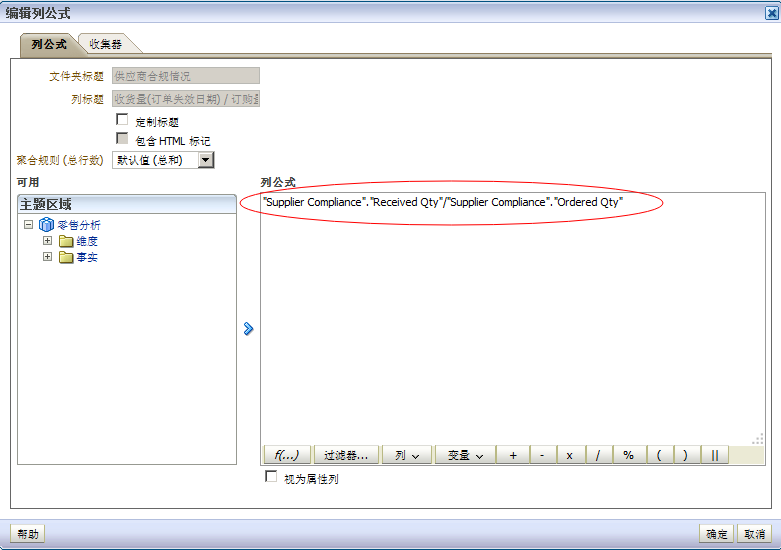 编辑列公式
列公式 收集器
文件夹标题 供应商合规情况
列标题 收货量(订单失效日期) / 订购量
定制标题
包含 HTML 标记
聚合规则 (总行数) 默认值 (总和)
可用
主题区域
零售分析
维度
事实
列公式
"Supplier Compliance"."Received Qty"/"Supplier Compliance"."Ordered Qty"
f(...) 过滤器... 列 变量 + - x / % ( ) ||
视为属性列
帮助 确定 取消